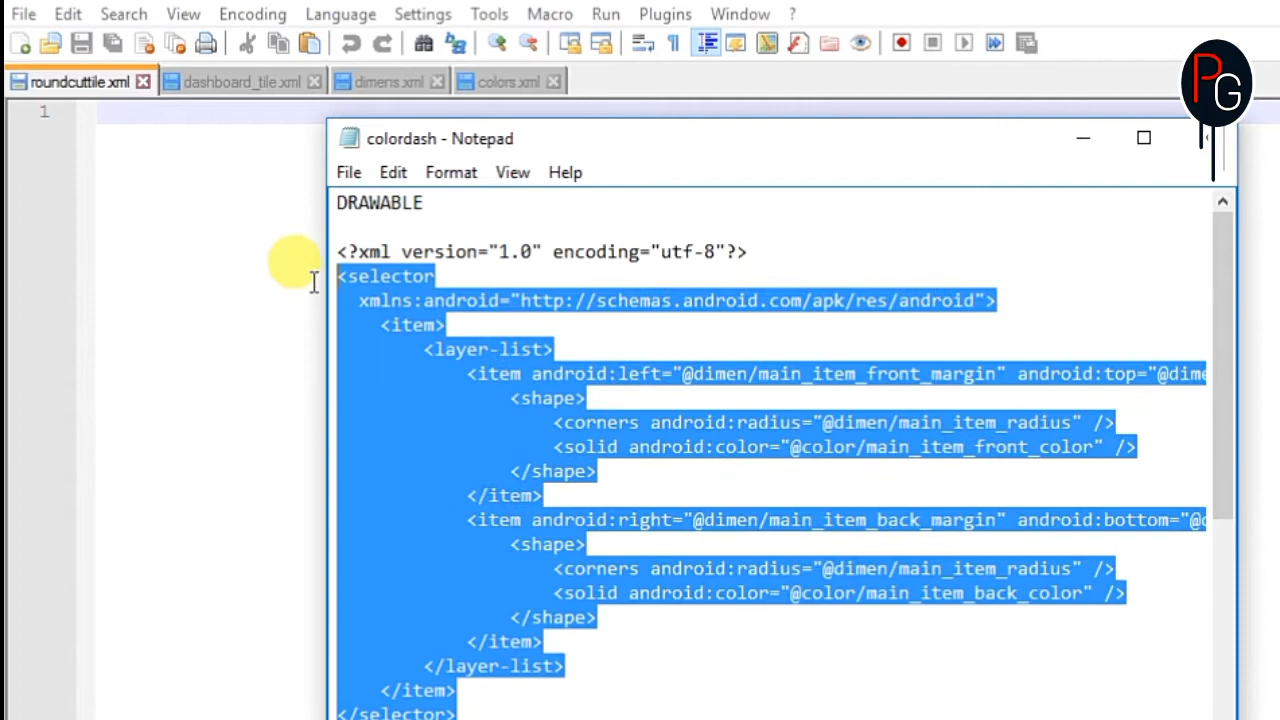 File Edit Search View Encoding Language Settings Tools Macro Run Plugins Window ?
roundcuttile.xml dashboard_tile.xml dimens.xml colors.xml
1
PG
colordash - Notepad
File Edit Format View Help
DRAWABLE
<?xml version="1.0" encoding="utf-8"?>
<selector
xmlns:android="http://schemas.android.com/apk/res/android">
<item>
<layer-list>
<item android:left="@dimen/main_item_front_margin" android:top="@dime
<shape>
<corners android:radius="@dimen/main_item_radius" />
<solid android:color="@color/main_item_front_color" />
</shape>
</item>
<item android:right="@dimen/main_item_back_margin" android:bottom="@d
<shape>
<corners android:radius="@dimen/main_item_radius" />
<solid android:color="@color/main_item_back_color" />
</shape>
</item>
</layer-list>
</item>
</selector>